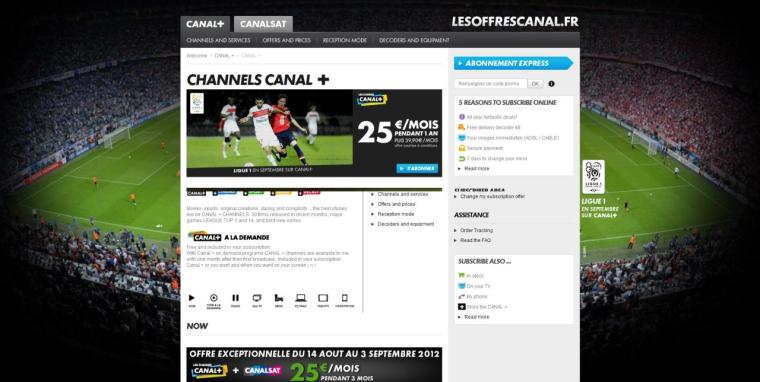 CANAL+ CANALSAT
LESOFFRESCANAL.FR
CHANNELS AND SERVICES OFFERS AND PRICES RECEPTION MODE DECODERS AND EQUIPMENT
Welcome > CANAL + > CANAL +
CHANNELS CANAL +
CANAL+
25€/MOIS
PENDANT 1 AN
PUIS 39,90€/MOIS
LIGUE 1 EN SEPTEMBRE SUR CANAL+
S'ABONNER
Movies, sports, original creations, daring and complicity... the best stories
live on CANAL + CHANNELS: 30 films released in recent months, major
games LEAGUE TOP 1 and 14, and best new series.
Channels and services
Offers and prices
Reception mode
Decoders and equipment
CANAL+ A LA DEMANDE
Free and included in your subscription:
With Canal + on demand programs CANAL + channels are available to me
with one month after their first broadcast. Included in your subscription:
Canal + or you want and when you want on your screen
NOW
OFFRE EXCEPTIONNELLE DU 14 AOUT AU 3 SEPTEMBRE 2012
CANAL+ + CANALSAT 25€/MOIS
PENDANT 3 MOIS
ABONNEMENT EXPRESS
Renseignez un code promo OK
5 REASONS TO SUBSCRIBE ONLINE
All your fantastic deals!
Free delivery decoder 4S
Your images immediately (ADSL / CABLE)
Secure payment
7 days to change your mind
Read more
Change my subscription offer
ASSISTANCE
Order Tracking
Read the FAQ
SUBSCRIBE ALSO ...
In stock
On your TV
By phone
Store the CANAL +
Read more
LIGUE 1
LIGUE 1
EN SEPTEMBRE
SUR CANAL+